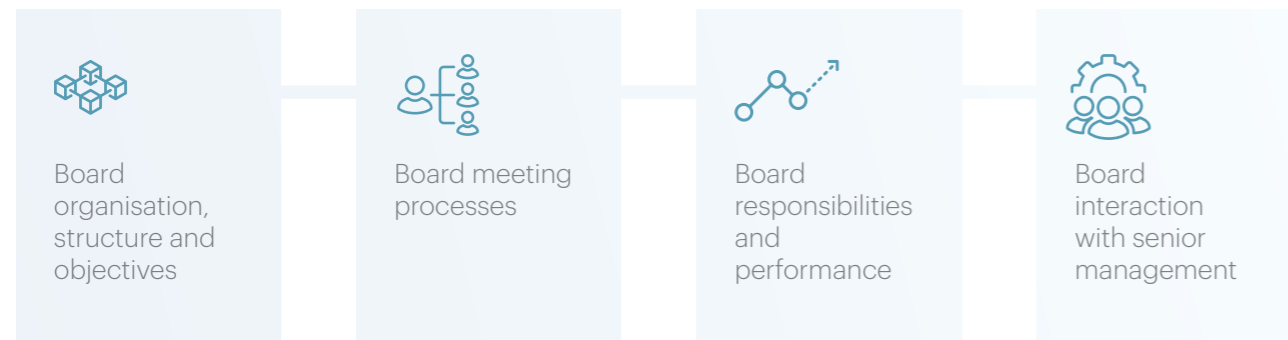 Board
organisation,
structure and
objectives
Board meeting
processes
Board
responsibilities
and
performance
Board
interaction
with senior
management